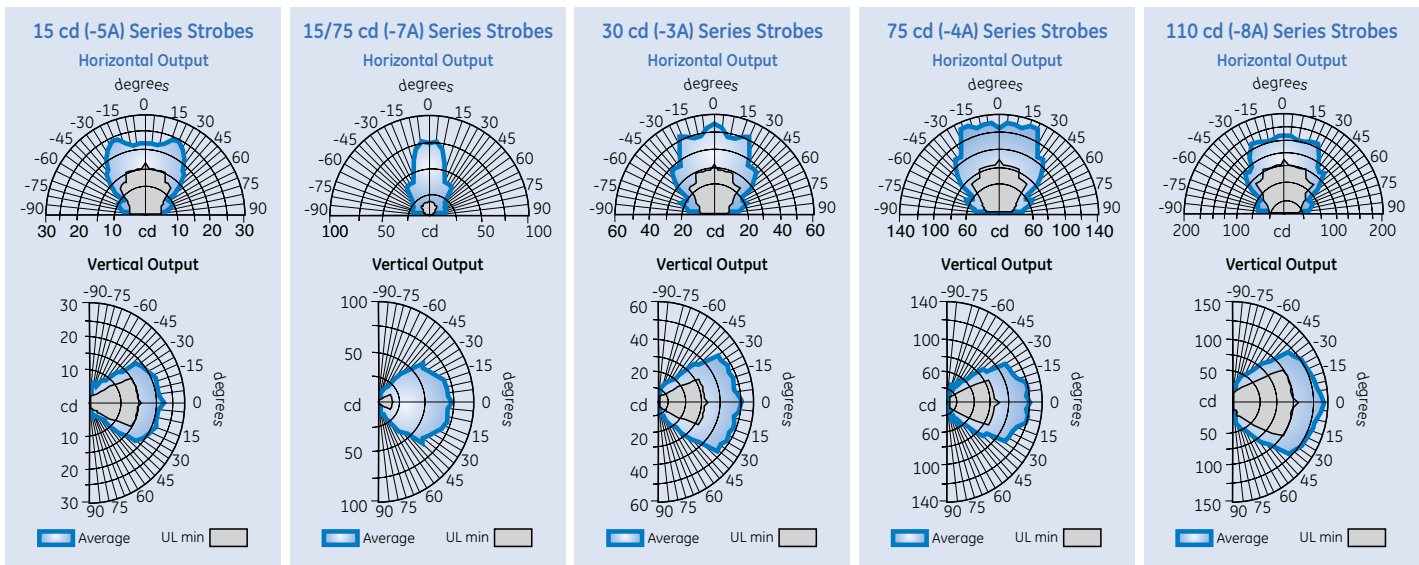 15 cd (-5A) Series Strobes
Horizontal Output
degrees
-90 -75 -60 -45 -30 -15 0 15 30 45 60 75 90
30 20 10 cd 10 20 30
Vertical Output
30 20 10 cd 10 20 30
-90 -75 -60 -45 -30 -15 0 15 30 45 60 75 90
degrees
Average UL min
15/75 cd (-7A) Series Strobes
Horizontal Output
degrees
-90 -75 -60 -45 -30 -15 0 15 30 45 60 75 90
100 50 cd 50 100
Vertical Output
100 50 cd 50 100
-90 -75 -60 -45 -30 -15 0 15 30 45 60 75 90
degrees
Average UL min
30 cd (-3A) Series Strobes
Horizontal Output
degrees
-90 -75 -60 -45 -30 -15 0 15 30 45 60 75 90
60 40 20 cd 20 40 60
Vertical Output
60 40 20 cd 20 40 60
-90 -75 -60 -45 -30 -15 0 15 30 45 60 75 90
degrees
Average UL min
75 cd (-4A) Series Strobes
Horizontal Output
degrees
-90 -75 -60 -45 -30 -15 0 15 30 45 60 75 90
140 100 60 cd 60 100 140
Vertical Output
140 100 60 cd 60 100 140
-90 -75 -60 -45 -30 -15 0 15 30 45 60 75 90
degrees
Average UL min
110 cd (-8A) Series Strobes
Horizontal Output
degrees
-90 -75 -60 -45 -30 -15 0 15 30 45 60 75 90
200 100 cd 100 200
Vertical Output
150 100 50 cd 50 100 150
-90 -75 -60 -45 -30 -15 0 15 30 45 60 75 90
degrees
Average UL min